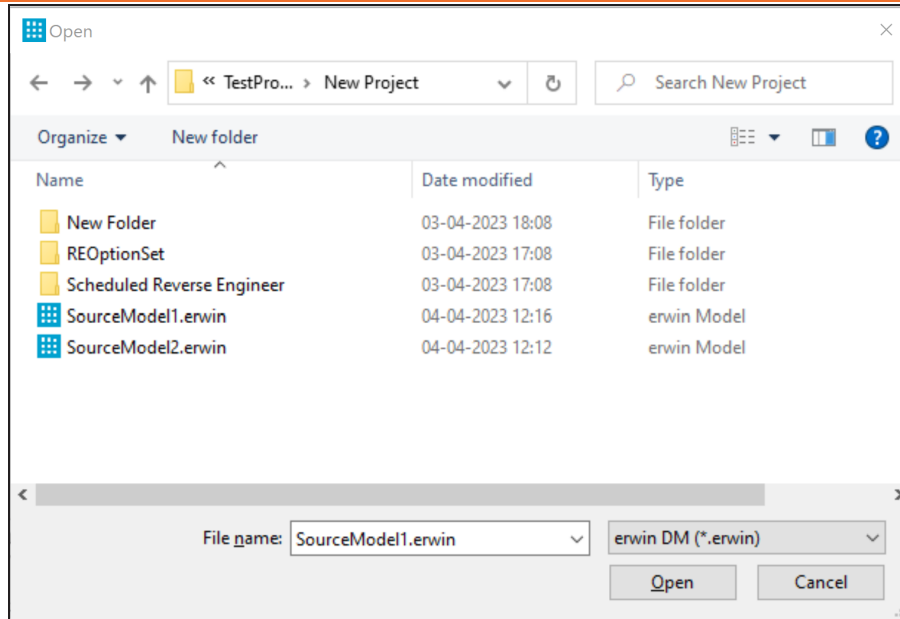 Open
« TestPro... › New Project
Search New Project
Organize
New folder
?
Name
Date modified
Type
New Folder 03-04-2023 18:08 File folder
REOptionSet 03-04-2023 17:08 File folder
Scheduled Reverse Engineer 03-04-2023 17:08 File folder
SourceModel1.erwin 04-04-2023 12:16 erwin Model
SourceModel2.erwin 04-04-2023 12:12 erwin Model
File name: SourceModel1.erwin
erwin DM (*.erwin)
Open
Cancel